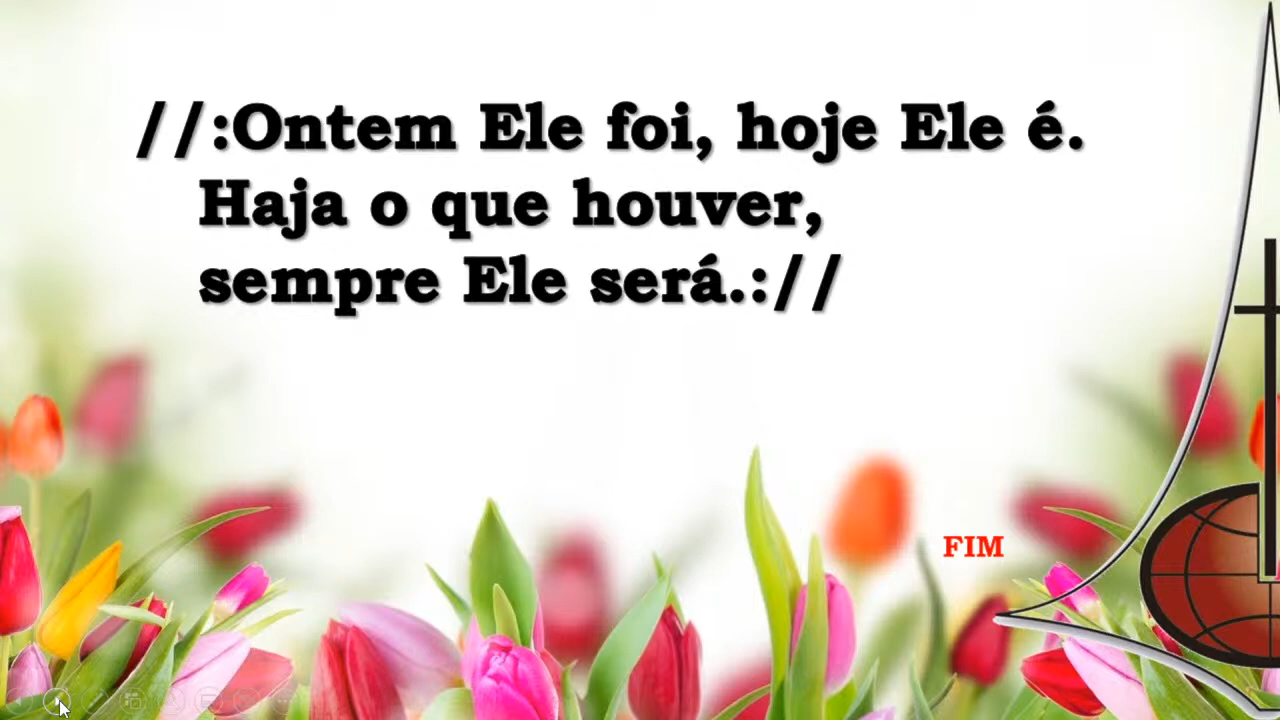 //:Ontem Ele foi, hoje Ele é.
Haja o que houver,
sempre Ele será.://
FIM